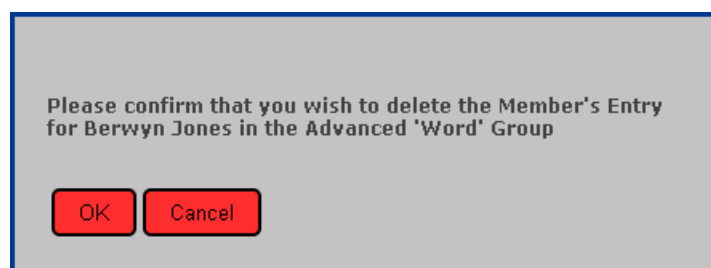 Please confirm that you wish to delete the Member's Entry
for Berwyn Jones in the Advanced 'Word' Group
OK Cancel